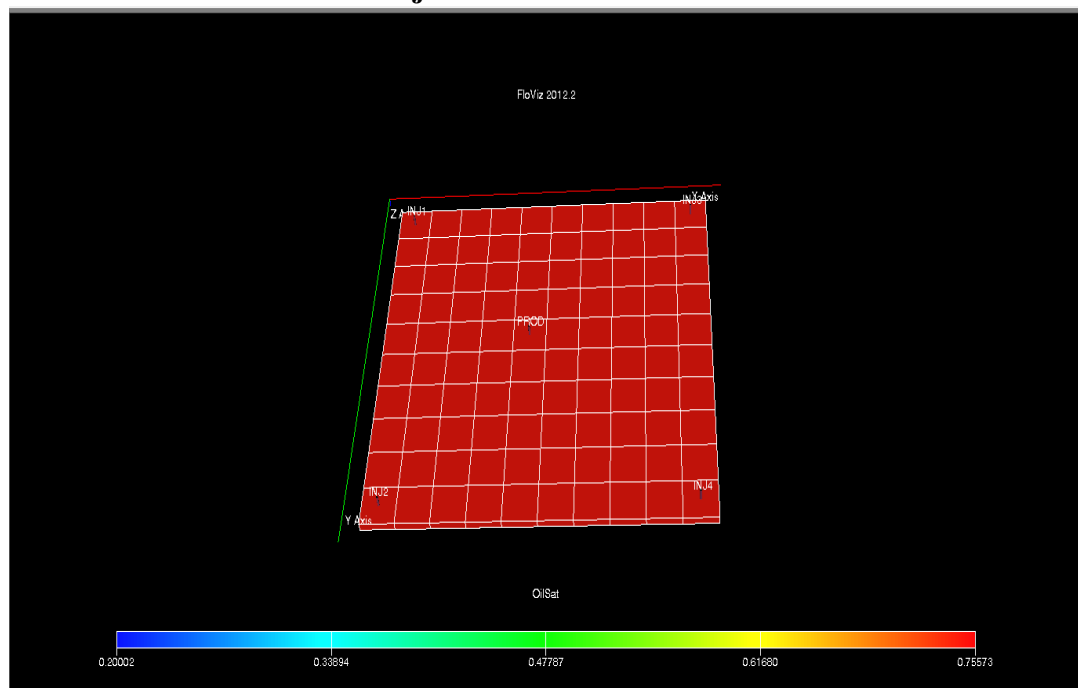 FloViz 2012.2
X Axis
INJ1
INJ3
PROD
INJ2
INJ4
Y Axis
OilSat
0.20002 0.33894 0.47787 0.61680 0.75573